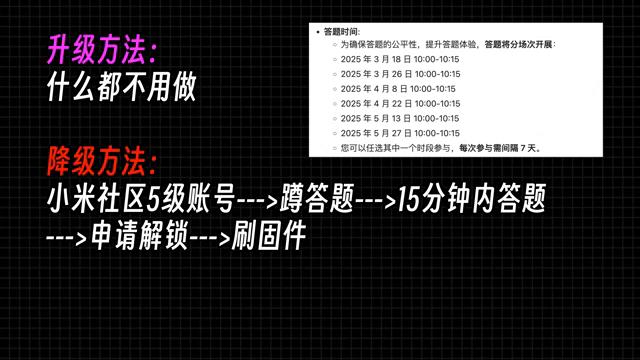 升级方法:
什么都不用做
降级方法:
小米社区5级账号--->蹲答题--->15分钟内答题
--->申请解锁--->刷固件
• 答题时间:
○ 为确保答题的公平性，提升答题体验，答题将分场次开展:
○ 2025 年 3 月 18 日 10:00-10:15
○ 2025 年 3 月 26 日 10:00-10:15
○ 2025 年 4 月 8 日 10:00-10:15
○ 2025 年 4 月 22 日 10:00-10:15
○ 2025 年 5 月 13 日 10:00-10:15
○ 2025 年 5 月 27 日 10:00-10:15
○ 您可以任选其中一个时段参与，每次参与需间隔 7 天。